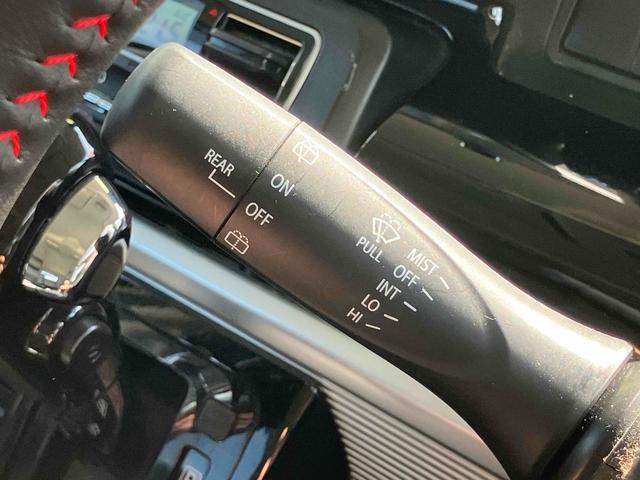 REAR
ON
OFF
PULL
MIST
OFF
INT
LO
HI